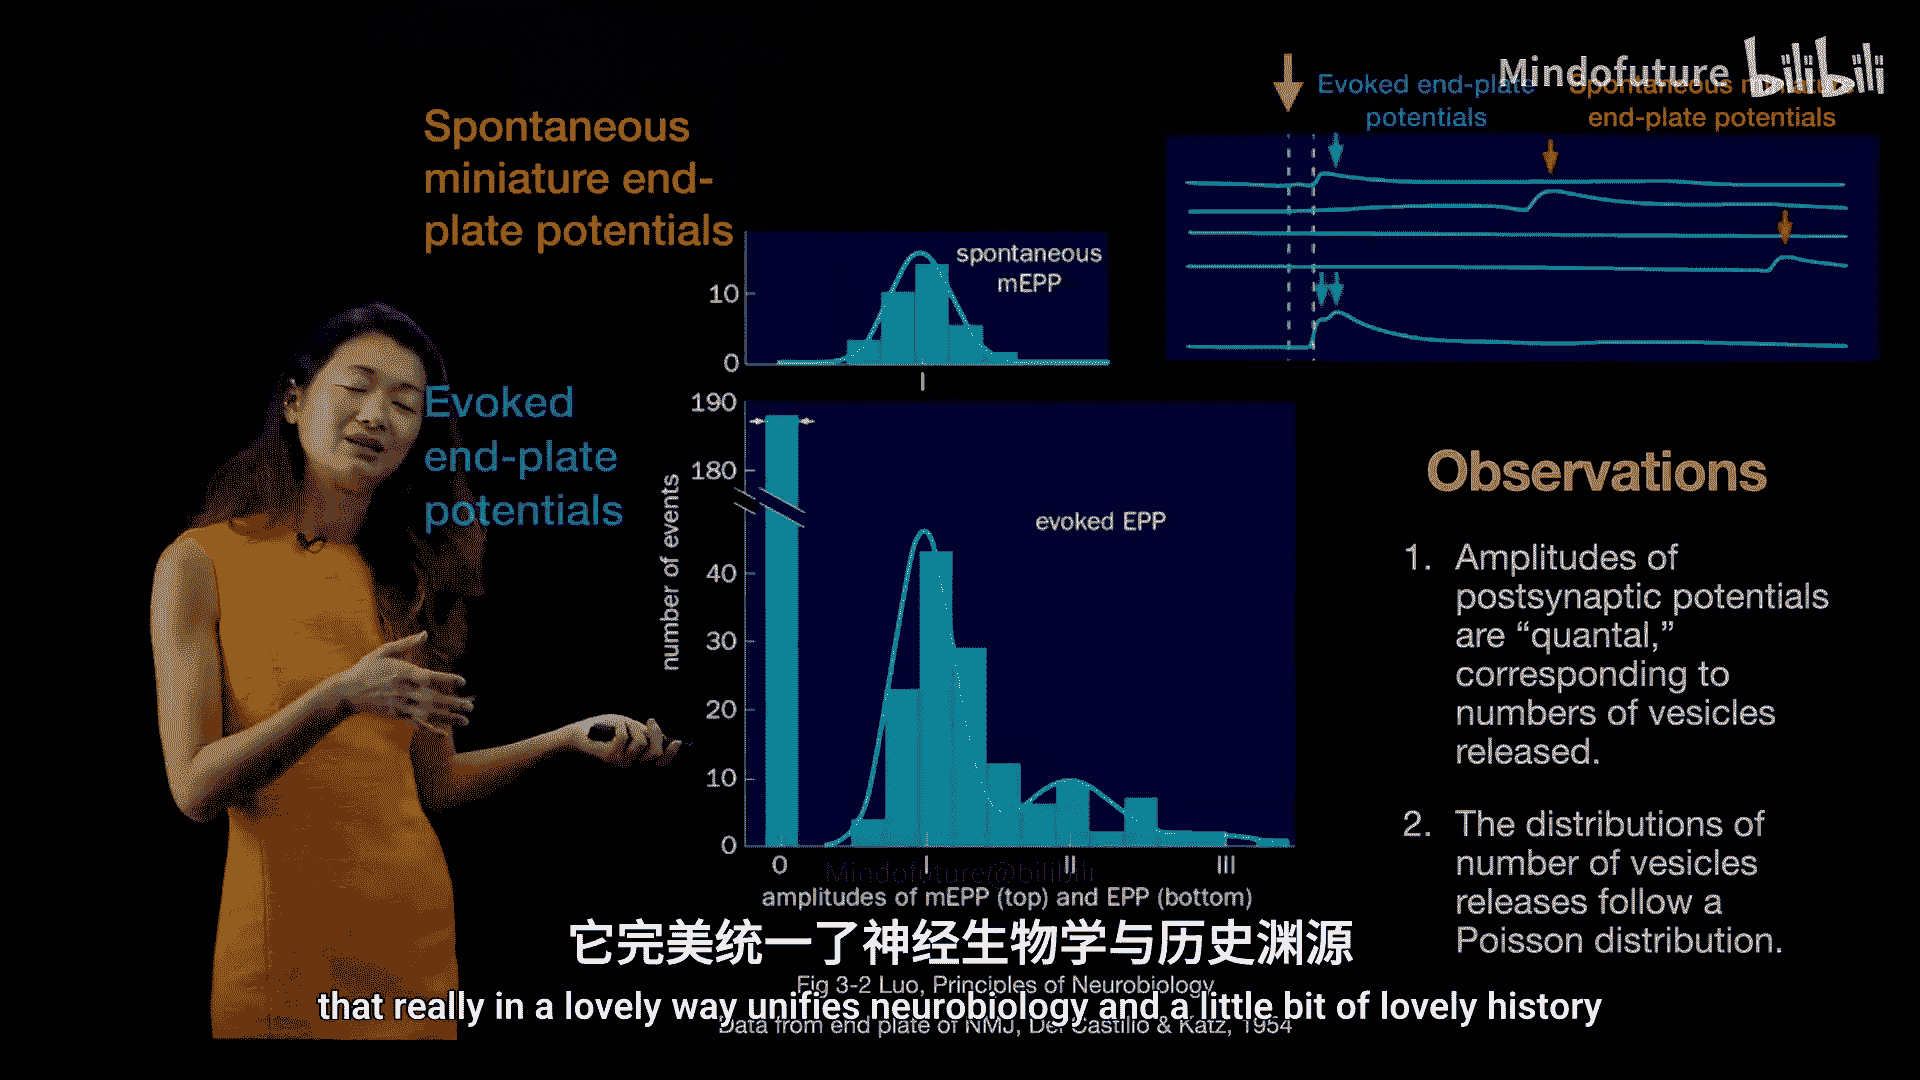 Mindofuture bilibili
Spontaneous
miniature end-
plate potentials
Evoked end-plate
potentials
Spontaneous miniature
end-plate potentials
spontaneous
mEPP
10
0
I
Evoked
end-plate
potentials
190
180
40
30
20
10
0
number of events
evoked EPP
0 I II III
Mindofuture@bilibili
amplitudes of mEPP (top) and EPP (bottom)
Observations
1. Amplitudes of
postsynaptic potentials
are “quantal,”
corresponding to
numbers of vesicles
released.
2. The distributions of
number of vesicles
releases follow a
Poisson distribution.
它完美统一了神经生物学与历史渊源
Fig 3-2 Luo, Principles of Neurobiology
that really in a lovely way unifies neurobiology and a little bit of lovely history
Data from end plate of NMJ, Del Castillo & Katz, 1954